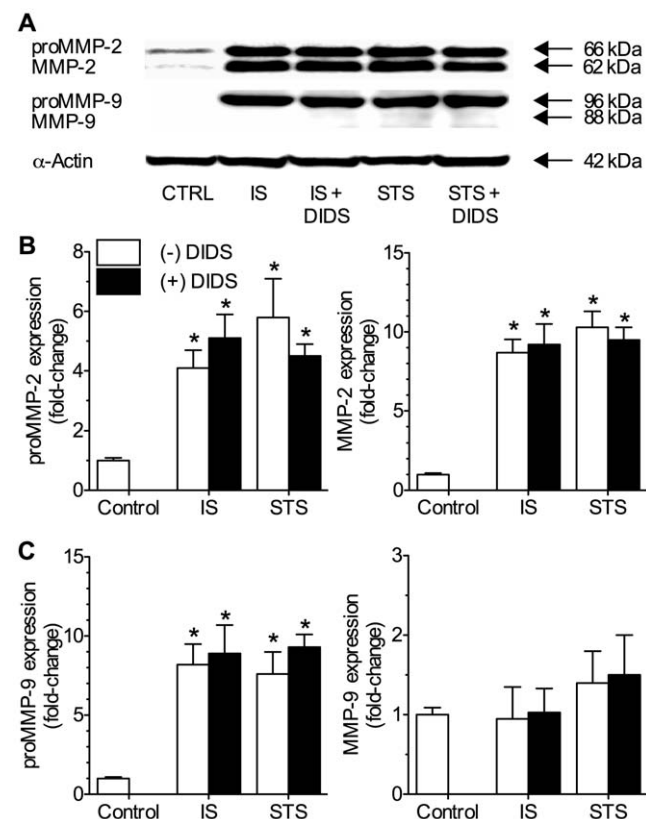 A
proMMP-2 66 kDa
MMP-2 62 kDa
proMMP-9 96 kDa
MMP-9 88 kDa
α-Actin 42 kDa
CTRL IS IS + DIDS STS STS + DIDS
B
(-) DIDS
(+) DIDS
proMMP-2 expression
(fold-change)
8
6
4
2
0
* * * *
Control IS STS
MMP-2 expression
(fold-change)
15
10
5
0
* * * *
Control IS STS
C
proMMP-9 expression
(fold-change)
15
10
5
0
* * * *
Control IS STS
MMP-9 expression
(fold-change)
3
2
1
0
Control IS STS